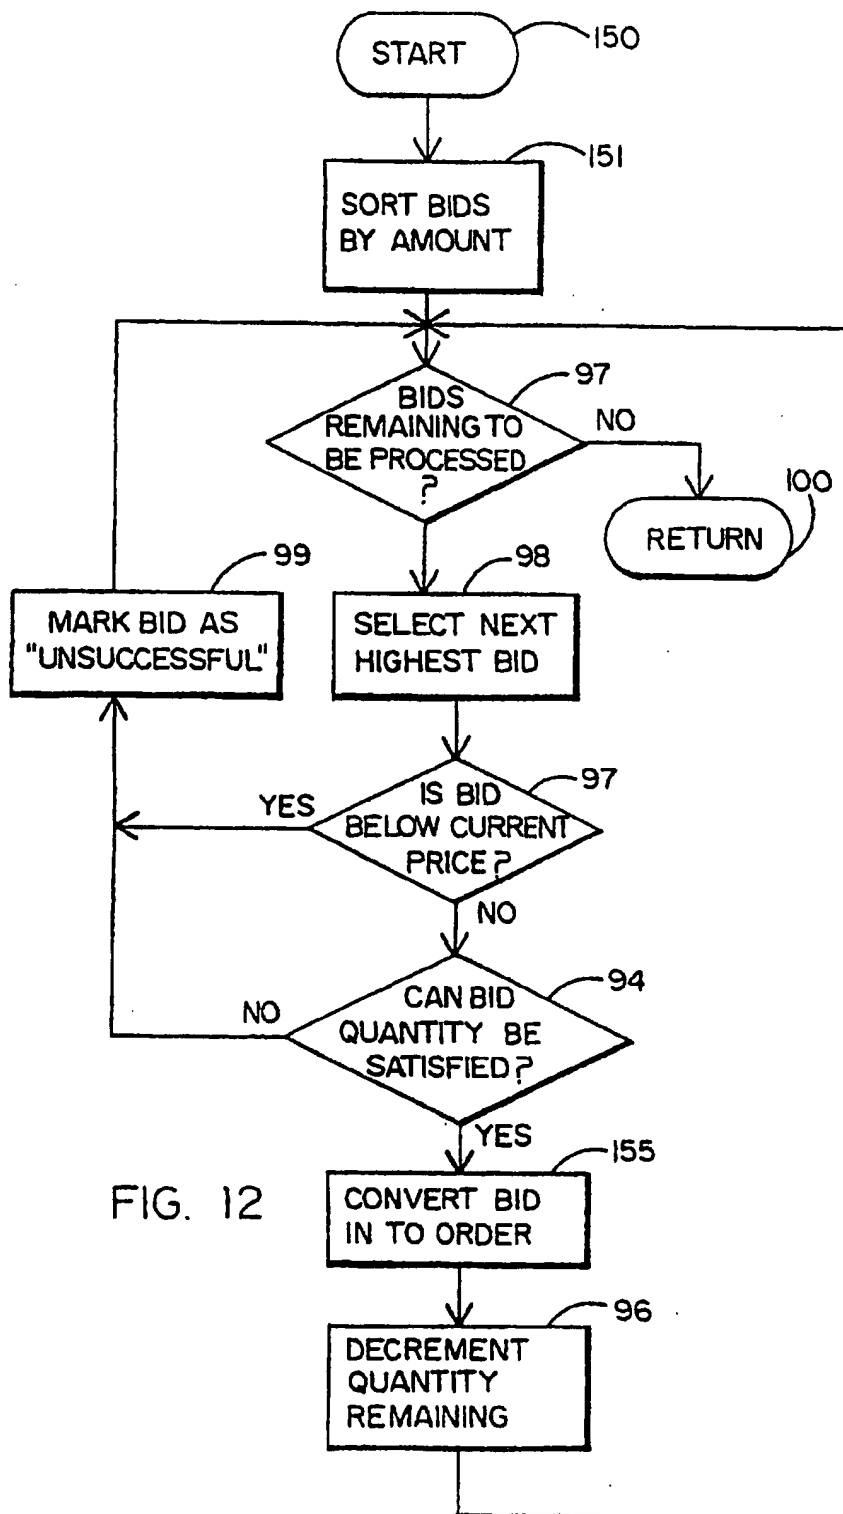 START
150
151
SORT BIDS
BY AMOUNT
97
BIDS
REMAINING TO
BE PROCESSED
?
NO
100
RETURN
99
MARK BID AS
"UNSUCCESSFUL"
98
SELECT NEXT
HIGHEST BID
97
IS BID
BELOW CURRENT
PRICE?
YES
NO
94
CAN BID
QUANTITY BE
SATISFIED?
NO
YES
155
CONVERT BID
IN TO ORDER
FIG. 12
96
DECREMENT
QUANTITY
REMAINING